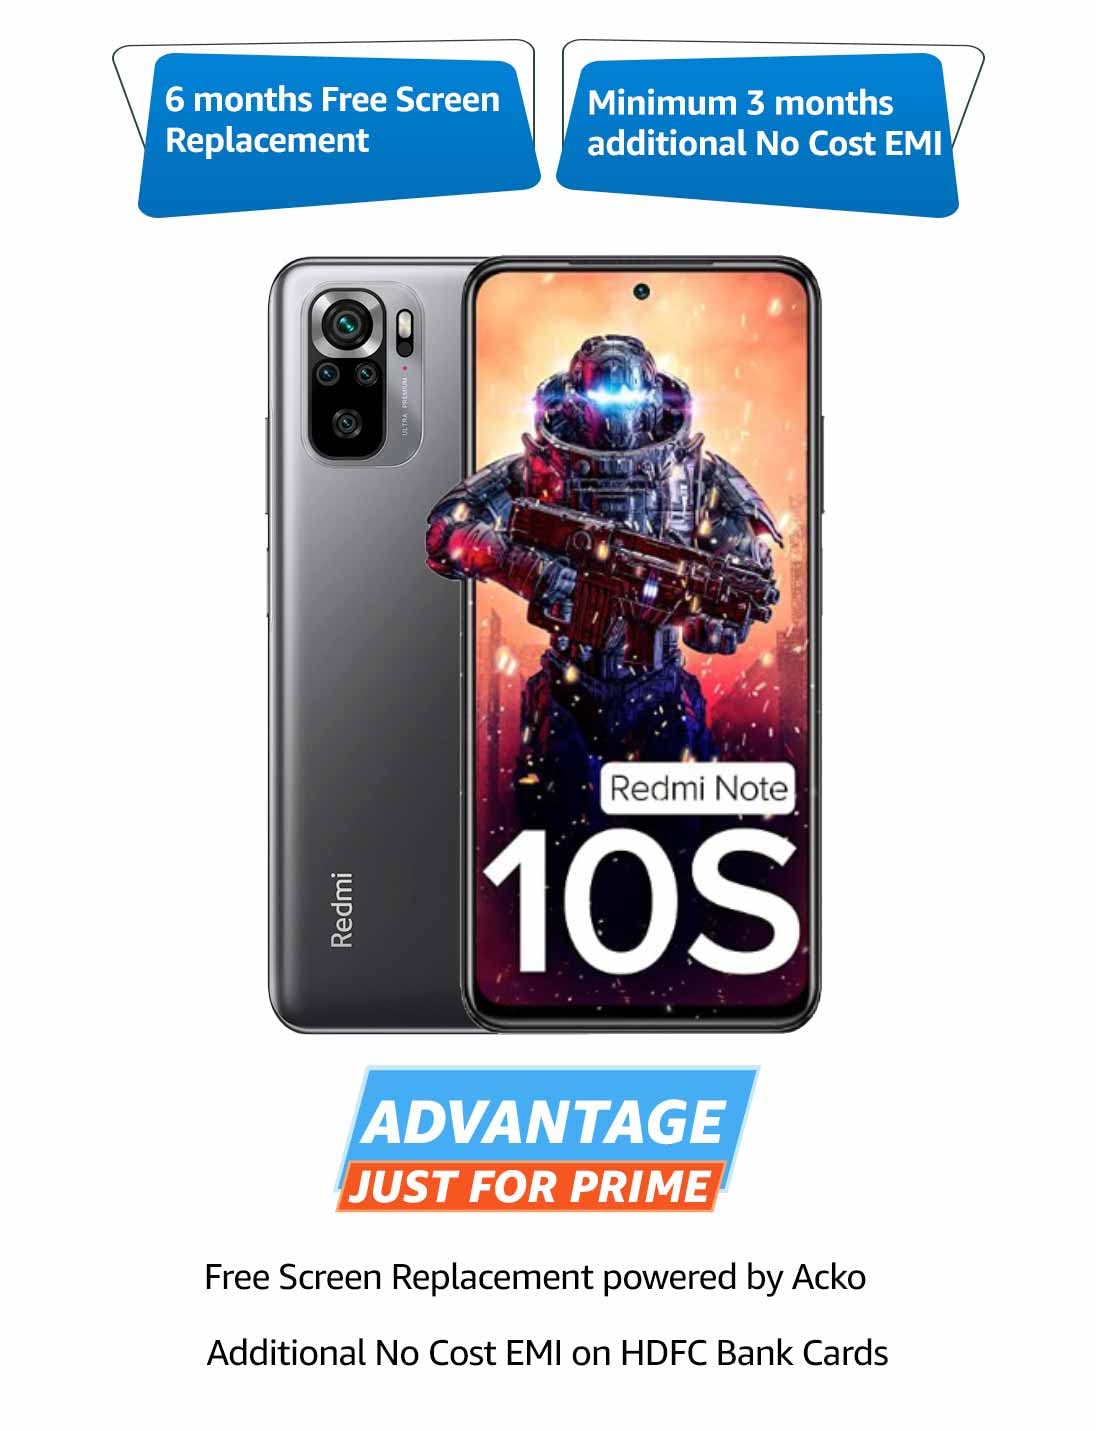 6 months Free Screen
Replacement
Minimum 3 months
additional No Cost EMI
ULTRA PREMIUM
Redmi
Redmi Note
10S
ADVANTAGE
JUST FOR PRIME
Free Screen Replacement powered by Acko
Additional No Cost EMI on HDFC Bank Cards